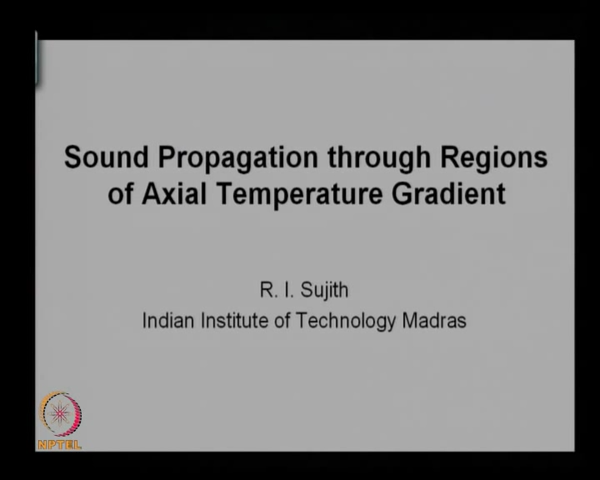 Sound Propagation through Regions
of Axial Temperature Gradient
R. I. Sujith
Indian Institute of Technology Madras
NPTEL